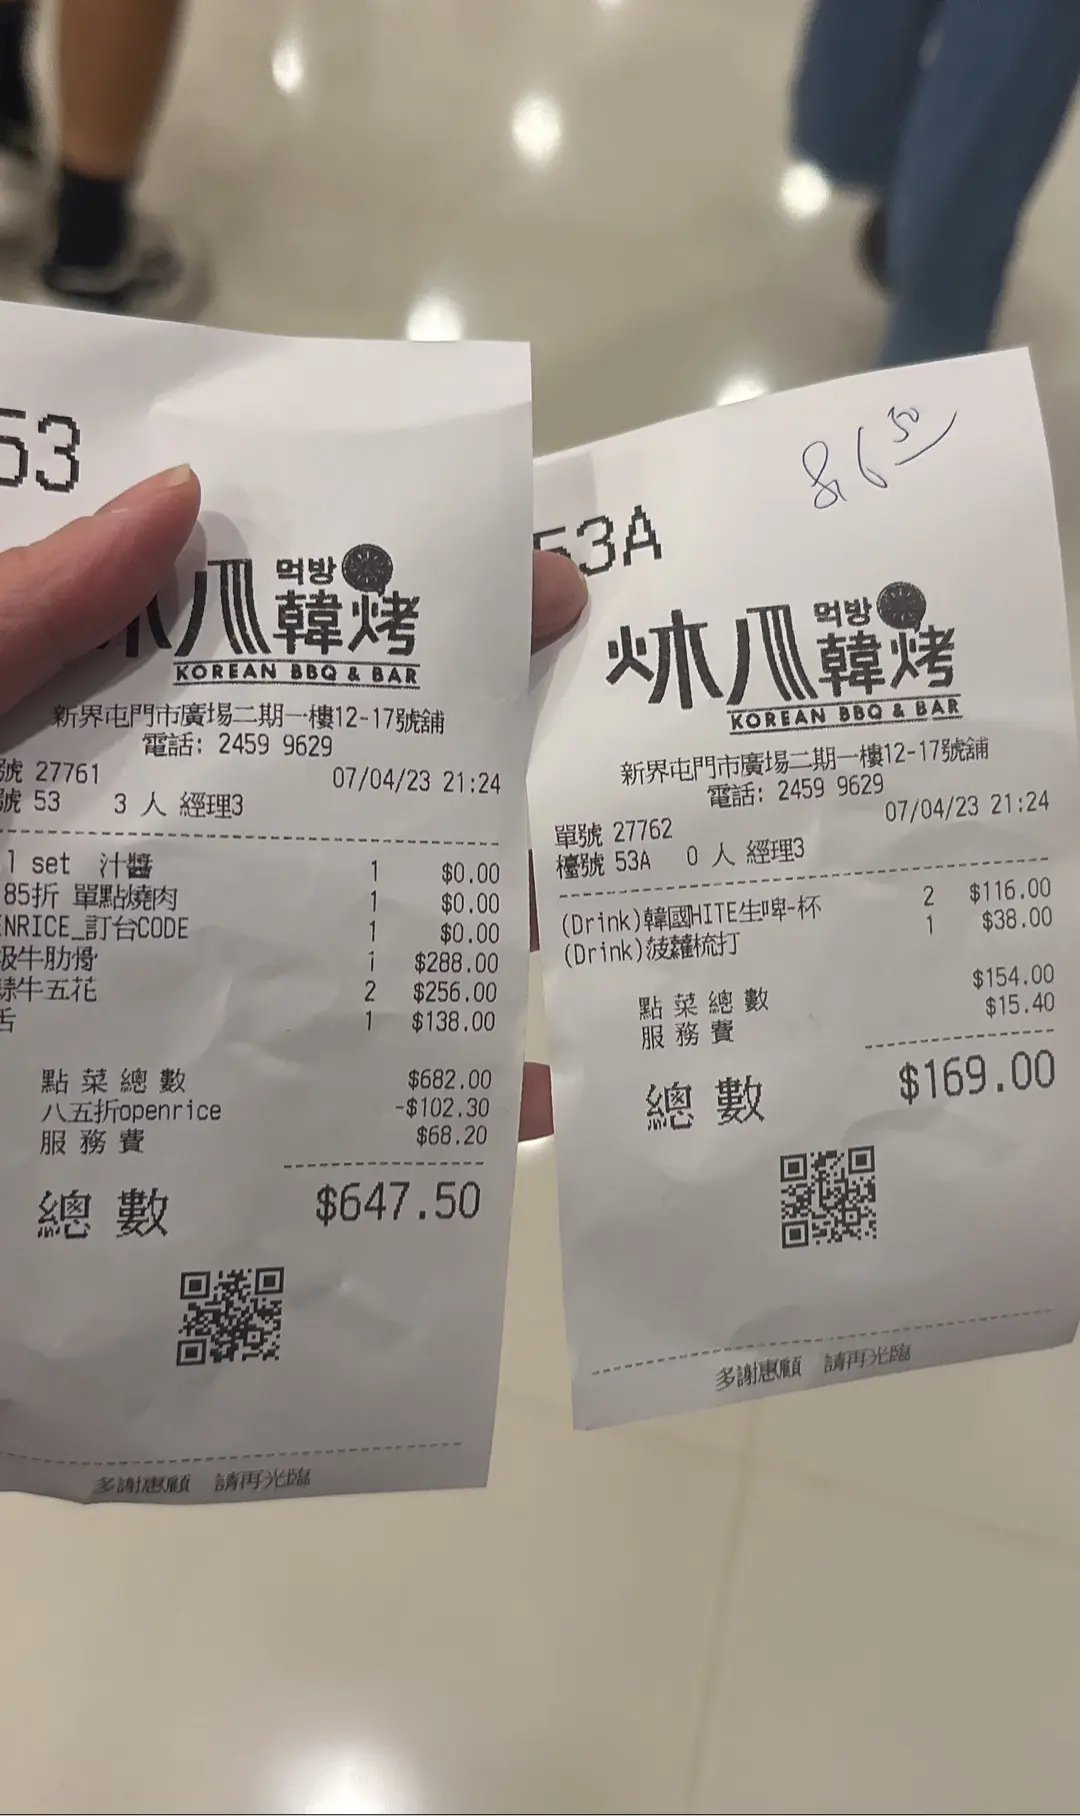 53
먹방
韓烤
KOREAN BBQ & BAR
新界屯門市廣場二期一樓12-17號舖
電話: 2459 9629
號 27761 07/04/23 21:24
號 53 3 人 經理3
l set 汁醬 1 $0.00
85折 單點燒肉 1 $0.00
ENRICE_訂台CODE 1 $0.00
級牛肋骨 1 $288.00
蒜牛五花 2 $256.00
舌 1 $138.00
點菜總數 $682.00
八五折openrice -$102.30
服務費 $68.20
總數 $647.50
多謝惠顧 請再光臨
816.50
53A
먹방
韓烤
KOREAN BBQ & BAR
新界屯門市廣場二期一樓12-17號舖
電話: 2459 9629
單號 27762 07/04/23 21:24
檯號 53A 0 人 經理3
(Drink)韓國HITE生啤-杯 2 $116.00
(Drink)菠蘿梳打 1 $38.00
點菜總數 $154.00
服務費 $15.40
總數 $169.00
多謝惠顧 請再光臨